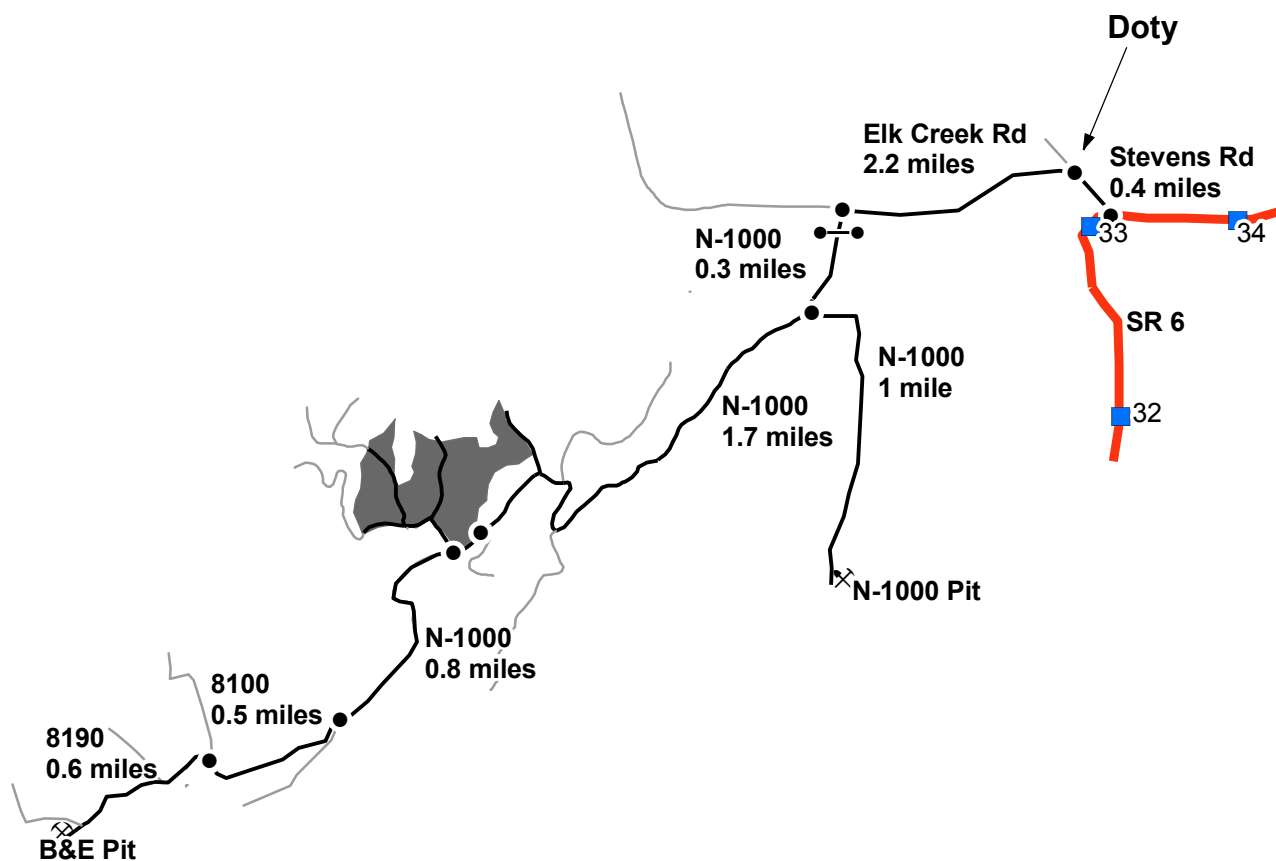 Doty
Elk Creek Rd
2.2 miles
Stevens Rd
0.4 miles
33
34
N-1000
0.3 miles
SR 6
N-1000
1 mile
N-1000
1.7 miles
32
N-1000 Pit
N-1000
0.8 miles
8100
0.5 miles
8190
0.6 miles
B&E Pit